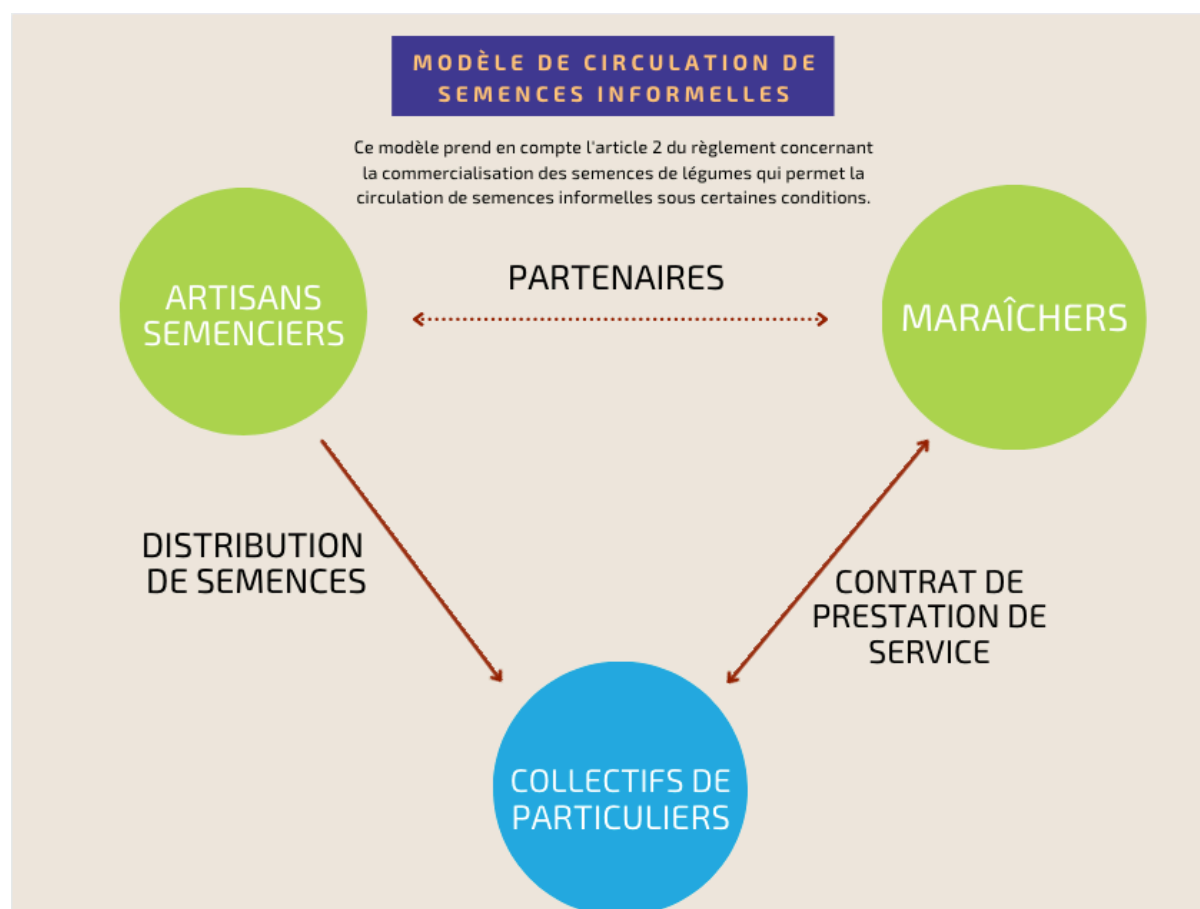 MODÈLE DE CIRCULATION DE
SEMENCES INFORMELLES
Ce modèle prend en compte l'article 2 du règlement concernant
la commercialisation des semences de légumes qui permet la
circulation de semences informelles sous certaines conditions.
ARTISANS
SEMENCIERS
PARTENAIRES
MARAÎCHERS
DISTRIBUTION
DE SEMENCES
CONTRAT DE
PRESTATION DE
SERVICE
COLLECTIFS DE
PARTICULIERS